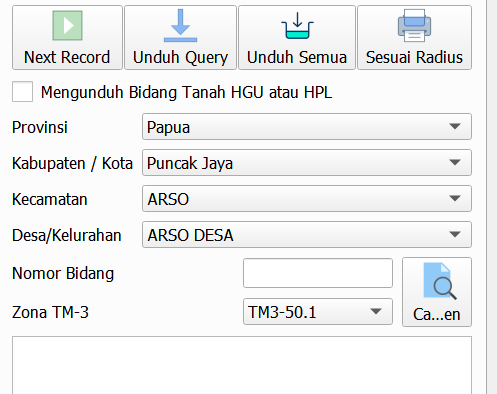 Next Record Unduh Query Unduh Semua Sesuai Radius
Mengunduh Bidang Tanah HGU atau HPL
Provinsi Papua
Kabupaten / Kota Puncak Jaya
Kecamatan ARSO
Desa/Kelurahan ARSO DESA
Nomor Bidang
Zona TM-3 TM3-50.1 Ca...en